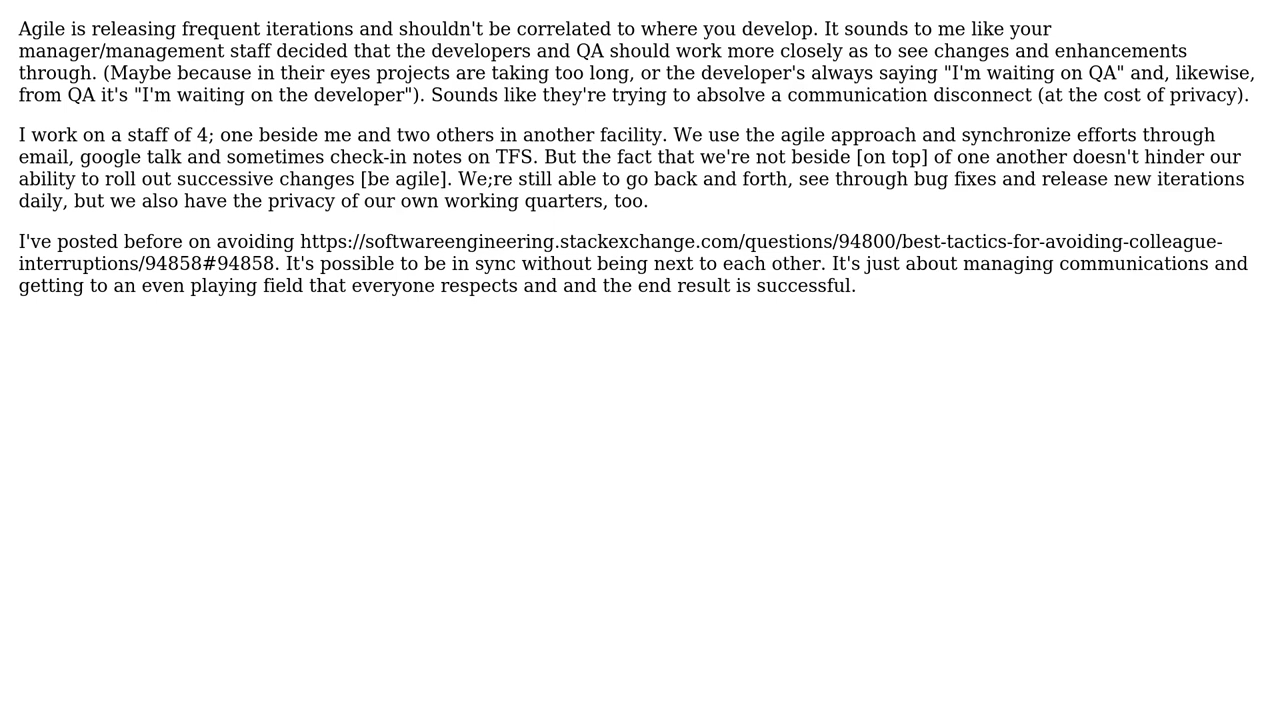 Agile is releasing frequent iterations and shouldn't be correlated to where you develop. It sounds to me like your
manager/management staff decided that the developers and QA should work more closely as to see changes and enhancements
through. (Maybe because in their eyes projects are taking too long, or the developer's always saying "I'm waiting on QA" and, likewise,
from QA it's "I'm waiting on the developer"). Sounds like they're trying to absolve a communication disconnect (at the cost of privacy).
I work on a staff of 4; one beside me and two others in another facility. We use the agile approach and synchronize efforts through
email, google talk and sometimes check-in notes on TFS. But the fact that we're not beside [on top] of one another doesn't hinder our
ability to roll out successive changes [be agile]. We;re still able to go back and forth, see through bug fixes and release new iterations
daily, but we also have the privacy of our own working quarters, too.
I've posted before on avoiding https://softwareengineering.stackexchange.com/questions/94800/best-tactics-for-avoiding-colleague-
interruptions/94858#94858. It's possible to be in sync without being next to each other. It's just about managing communications and
getting to an even playing field that everyone respects and and the end result is successful.